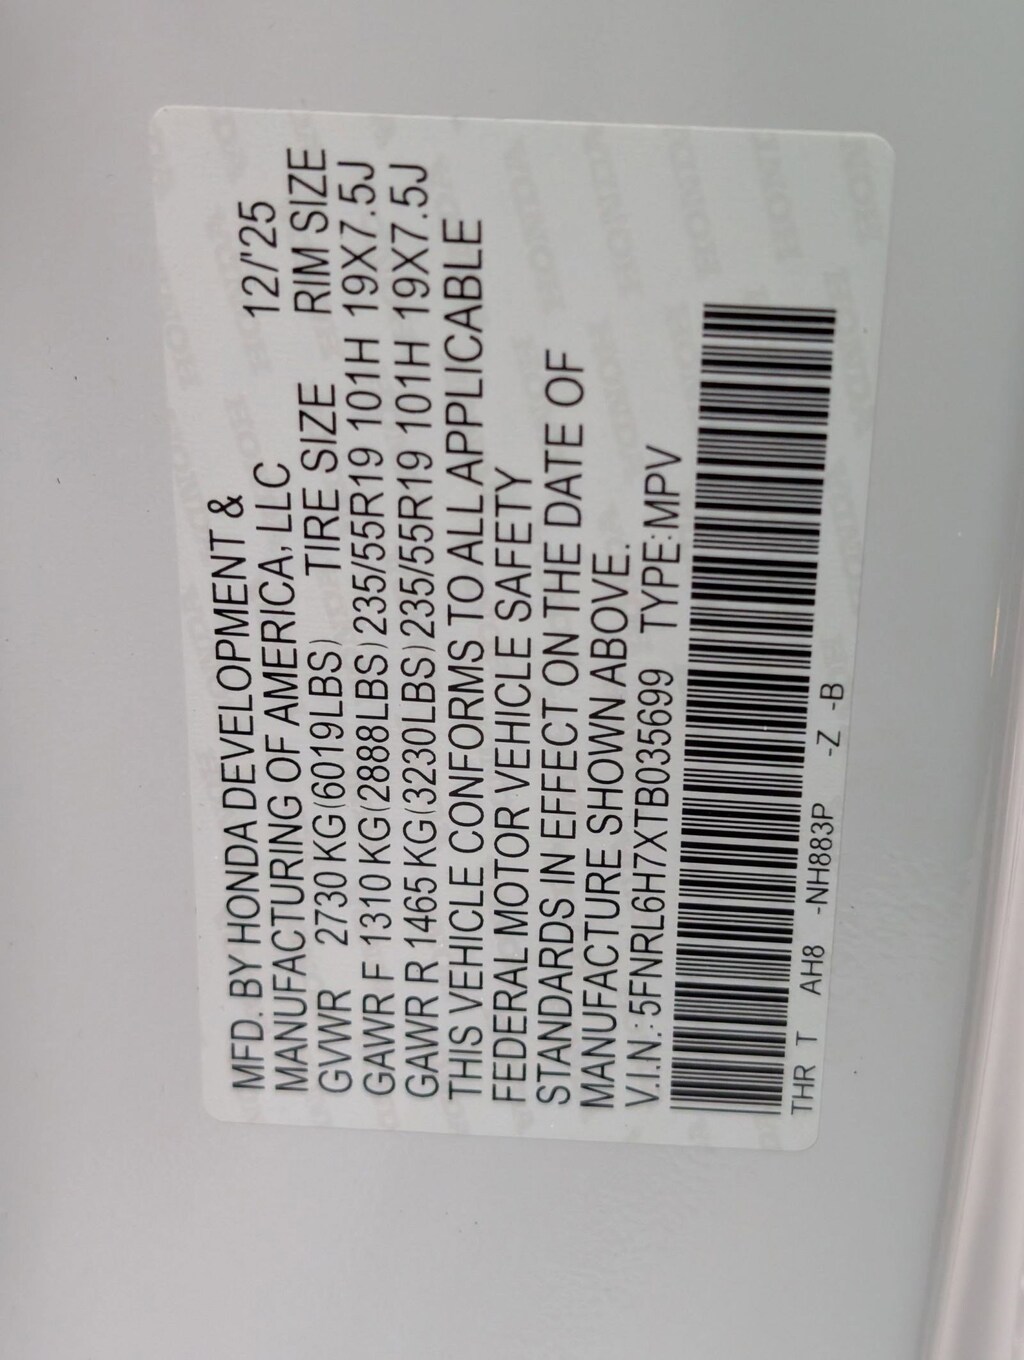 MFD. BY HONDA DEVELOPMENT &
MANUFACTURING OF AMERICA, LLC 12/'25
GVWR 2730 KG(6019LBS) TIRE SIZE RIM SIZE
GAWR F 1310 KG(2888LBS) 235/55R19 101H 19X7.5J
GAWR R 1465 KG(3230LBS) 235/55R19 101H 19X7.5J
THIS VEHICLE CONFORMS TO ALL APPLICABLE
FEDERAL MOTOR VEHICLE SAFETY
STANDARDS IN EFFECT ON THE DATE OF
MANUFACTURE SHOWN ABOVE.
V.I.N.: 5FNRL6H7XTB035699 TYPE:MPV
THR T AH8 -NH883P -Z -B